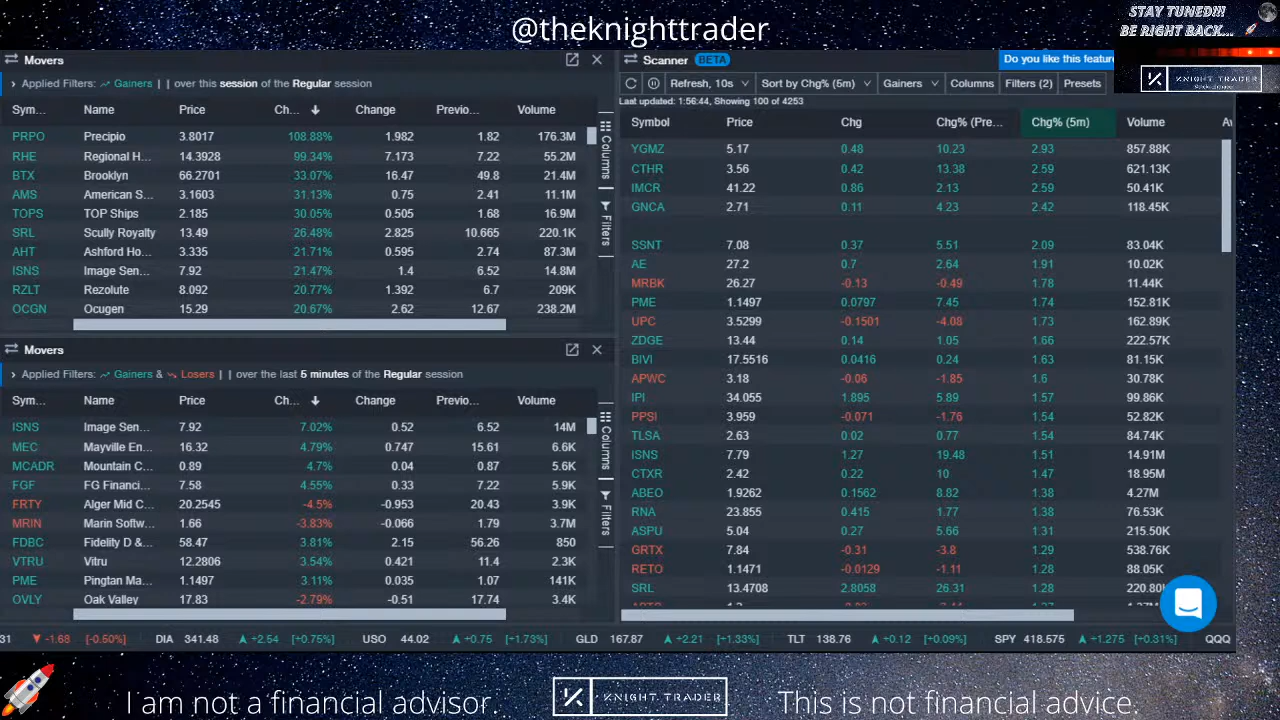 @theknighttrader
STAY TUNED!!!
BE RIGHT BACK...
KNIGHT TRADER
Movers
Applied Filters: Gainers | | over this session of the Regular session
Sym... Name Price Ch... Change Previo... Volume
PRPO Precipio 3.8017 108.88% 1.982 1.82 176.3M
RHE Regional H... 14.3928 99.34% 7.173 7.22 55.2M
BTX Brooklyn 66.2701 33.07% 16.47 49.8 21.4M
AMS American S... 3.1603 31.13% 0.75 2.41 11.1M
TOPS TOP Ships 2.185 30.05% 0.505 1.68 16.9M
SRL Scully Royalty 13.49 26.48% 2.825 10.665 220.1K
AHT Ashford Ho... 3.335 21.71% 0.595 2.74 87.3M
ISNS Image Sen... 7.92 21.47% 1.4 6.52 14.8M
RZLT Rezolute 8.092 20.77% 1.392 6.7 209K
OCGN Ocugen 15.29 20.67% 2.62 12.67 238.2M
Columns
Filters
Movers
Applied Filters: Gainers & Losers | | over the last 5 minutes of the Regular session
Sym... Name Price Ch... Change Previo... Volume
ISNS Image Sen... 7.92 7.02% 0.52 6.52 14M
MEC Mayville En... 16.32 4.79% 0.747 15.61 6.6K
MCADR Mountain C... 0.89 4.7% 0.04 0.87 5.6K
FGF FG Financi... 7.58 4.55% 0.33 7.22 5.9K
FRTY Alger Mid C... 20.2545 -4.5% -0.953 20.43 3.9K
MRIN Marin Softw... 1.66 -3.83% -0.066 1.79 3.7M
FDBC Fidelity D &... 58.47 3.81% 2.15 56.26 850
VTRU Vitru 12.2806 3.54% 0.421 11.4 2.3K
PME Pingtan Ma... 1.1497 3.11% 0.035 1.07 141K
OVLY Oak Valley 17.83 -2.79% -0.51 17.74 3.4K
Columns
Filters
Scanner BETA
Do you like this feature
Refresh, 10s Sort by Chg% (5m) Gainers Columns Filters (2) Presets
Last updated: 1:56:44, Showing 100 of 4253
Symbol Price Chg Chg% (Pre... Chg% (5m) Volume Av
YGMZ 5.17 0.48 10.23 2.93 857.88K
CTHR 3.56 0.42 13.38 2.59 621.13K
IMCR 41.22 0.86 2.13 2.59 50.41K
GNCA 2.71 0.11 4.23 2.42 118.45K
SSNT 7.08 0.37 5.51 2.09 83.04K
AE 27.2 0.7 2.64 1.91 10.02K
MRBK 26.27 -0.13 -0.49 1.78 11.44K
PME 1.1497 0.0797 7.45 1.74 152.81K
UPC 3.5299 -0.1501 -4.08 1.73 162.89K
ZDGE 13.44 0.14 1.05 1.66 222.57K
BIVI 17.5516 0.0416 0.24 1.63 81.15K
APWC 3.18 -0.06 -1.85 1.6 30.78K
IPI 34.055 1.895 5.89 1.57 99.86K
PPSI 3.959 -0.071 -1.76 1.54 52.82K
TLSA 2.63 0.02 0.77 1.54 84.74K
ISNS 7.79 1.27 19.48 1.51 14.91M
CTXR 2.42 0.22 10 1.47 18.95M
ABEO 1.9262 0.1562 8.82 1.38 4.27M
RNA 23.855 0.415 1.77 1.38 76.53K
ASPU 5.04 0.27 5.66 1.31 215.50K
GRTX 7.84 -0.31 -3.8 1.29 538.76K
RETO 1.1471 -0.0129 -1.11 1.28 88.05K
SRL 13.4708 2.8058 26.31 1.28 220.80K
31 -1.68 [-0.50%] DIA 341.48 +2.54 [+0.75%] USO 44.02 +0.75 [+1.73%] GLD 167.87 +2.21 [+1.33%] TLT 138.76 +0.12 [+0.09%] SPY 418.575 +1.275 [+0.31%] QQQ
I am not a financial advisor.
KNIGHT TRADER
This is not financial advice.